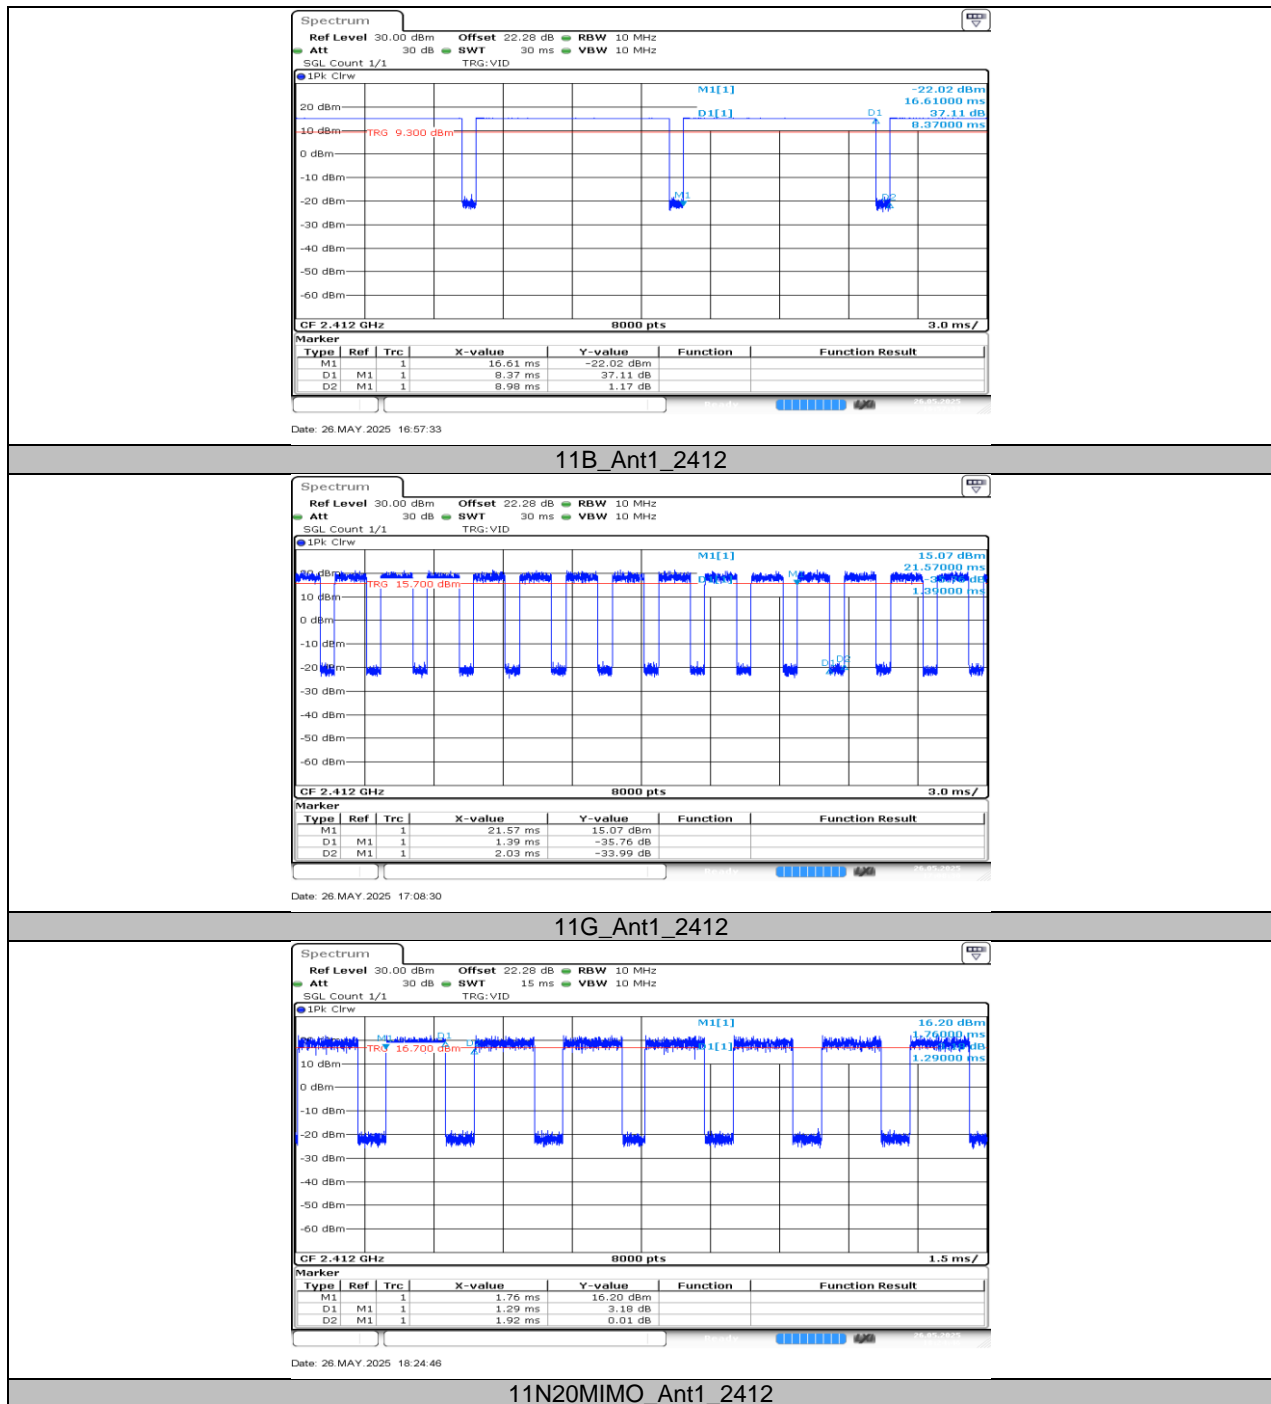 Spectrum
Ref Level 30.00 dBm Offset 22.28 dB RBW 10 MHz
Att 30 dB SWT 30 ms VBW 10 MHz
SGL Count 1/1 TRG:VID
1Pk Clrw
M1[1] -22.02 dBm
16.61000 ms
20 dBm
D1[1] 37.11 dB
D1
8.37000 ms
10 dBm
TRG 9.300 dBm
0 dBm
-10 dBm
M1
D2
-20 dBm
-30 dBm
-40 dBm
-50 dBm
-60 dBm
CF 2.412 GHz 8000 pts 3.0 ms/
Marker
Type Ref Trc X-value Y-value Function Function Result
M1 1 16.61 ms -22.02 dBm
D1 M1 1 8.37 ms 37.11 dB
D2 M1 1 8.98 ms 1.17 dB
Date: 26.MAY.2025 16:57:33
11B_Ant1_2412
Spectrum
Ref Level 30.00 dBm Offset 22.28 dB RBW 10 MHz
Att 30 dB SWT 30 ms VBW 10 MHz
SGL Count 1/1 TRG:VID
1Pk Clrw
M1[1] 15.07 dBm
21.57000 ms
TRG 15.700 dBm
1.39000 ms
10 dBm
0 dBm
-10 dBm
D1 D2
-20 dBm
-30 dBm
-40 dBm
-50 dBm
-60 dBm
CF 2.412 GHz 8000 pts 3.0 ms/
Marker
Type Ref Trc X-value Y-value Function Function Result
M1 1 21.57 ms 15.07 dBm
D1 M1 1 1.39 ms -35.76 dB
D2 M1 1 2.03 ms -33.99 dB
Date: 26.MAY.2025 17:08:30
11G_Ant1_2412
Spectrum
Ref Level 30.00 dBm Offset 22.28 dB RBW 10 MHz
Att 30 dB SWT 15 ms VBW 10 MHz
SGL Count 1/1 TRG:VID
1Pk Clrw
M1[1] 16.20 dBm
1.76000 ms
M1 D1
TRG 16.700 dBm
1.29000 ms
10 dBm
0 dBm
-10 dBm
-20 dBm
-30 dBm
-40 dBm
-50 dBm
-60 dBm
CF 2.412 GHz 8000 pts 1.5 ms/
Marker
Type Ref Trc X-value Y-value Function Function Result
M1 1 1.76 ms 16.20 dBm
D1 M1 1 1.29 ms 3.18 dB
D2 M1 1 1.92 ms 0.01 dB
Date: 26.MAY.2025 18:24:46
11N20MIMO_Ant1_2412